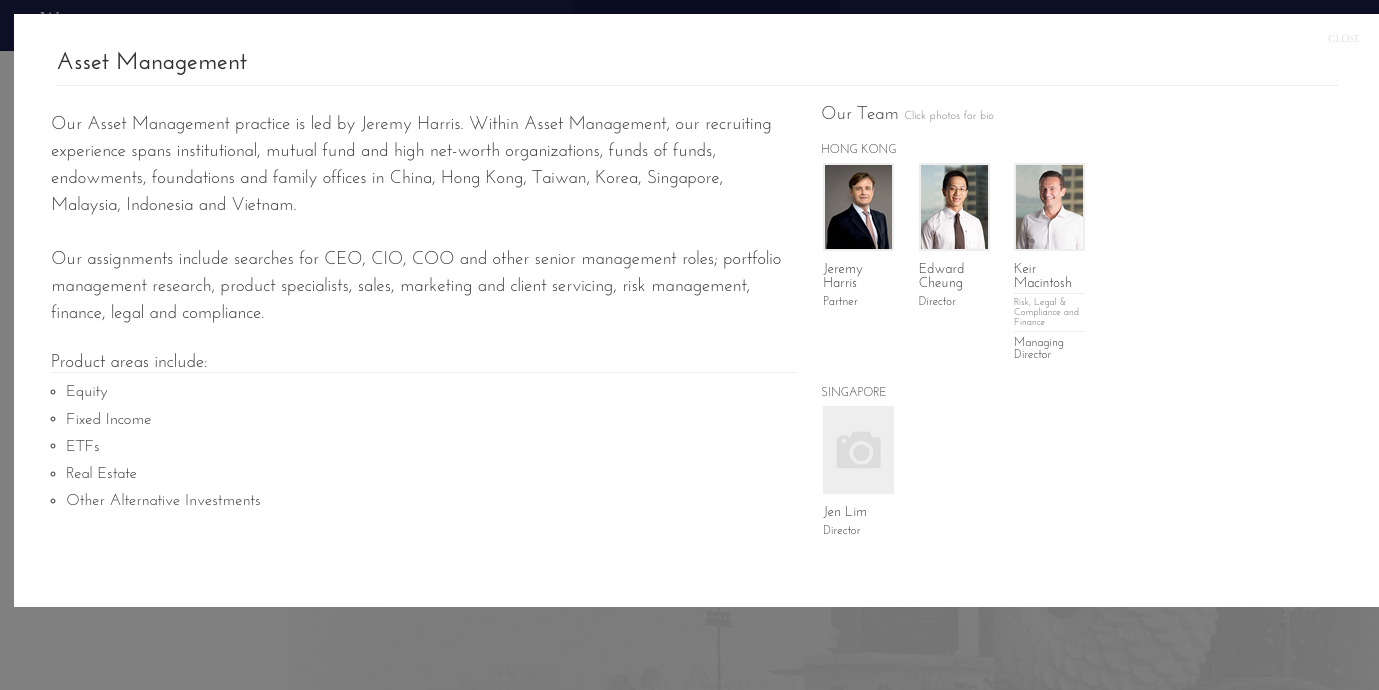 CLOSE
Asset Management
Our Asset Management practice is led by Jeremy Harris. Within Asset Management, our recruiting
experience spans institutional, mutual fund and high net-worth organizations, funds of funds,
endowments, foundations and family offices in China, Hong Kong, Taiwan, Korea, Singapore,
Malaysia, Indonesia and Vietnam.
Our assignments include searches for CEO, CIO, COO and other senior management roles; portfolio
management research, product specialists, sales, marketing and client servicing, risk management,
finance, legal and compliance.
Product areas include:
Equity
Fixed Income
ETFs
Real Estate
Other Alternative Investments
Our Team Click photos for bio
HONG KONG
Jeremy
Harris
Partner
Edward
Cheung
Director
Keir
Macintosh
Risk, Legal &
Compliance and
Finance
Managing
Director
SINGAPORE
Jen Lim
Director